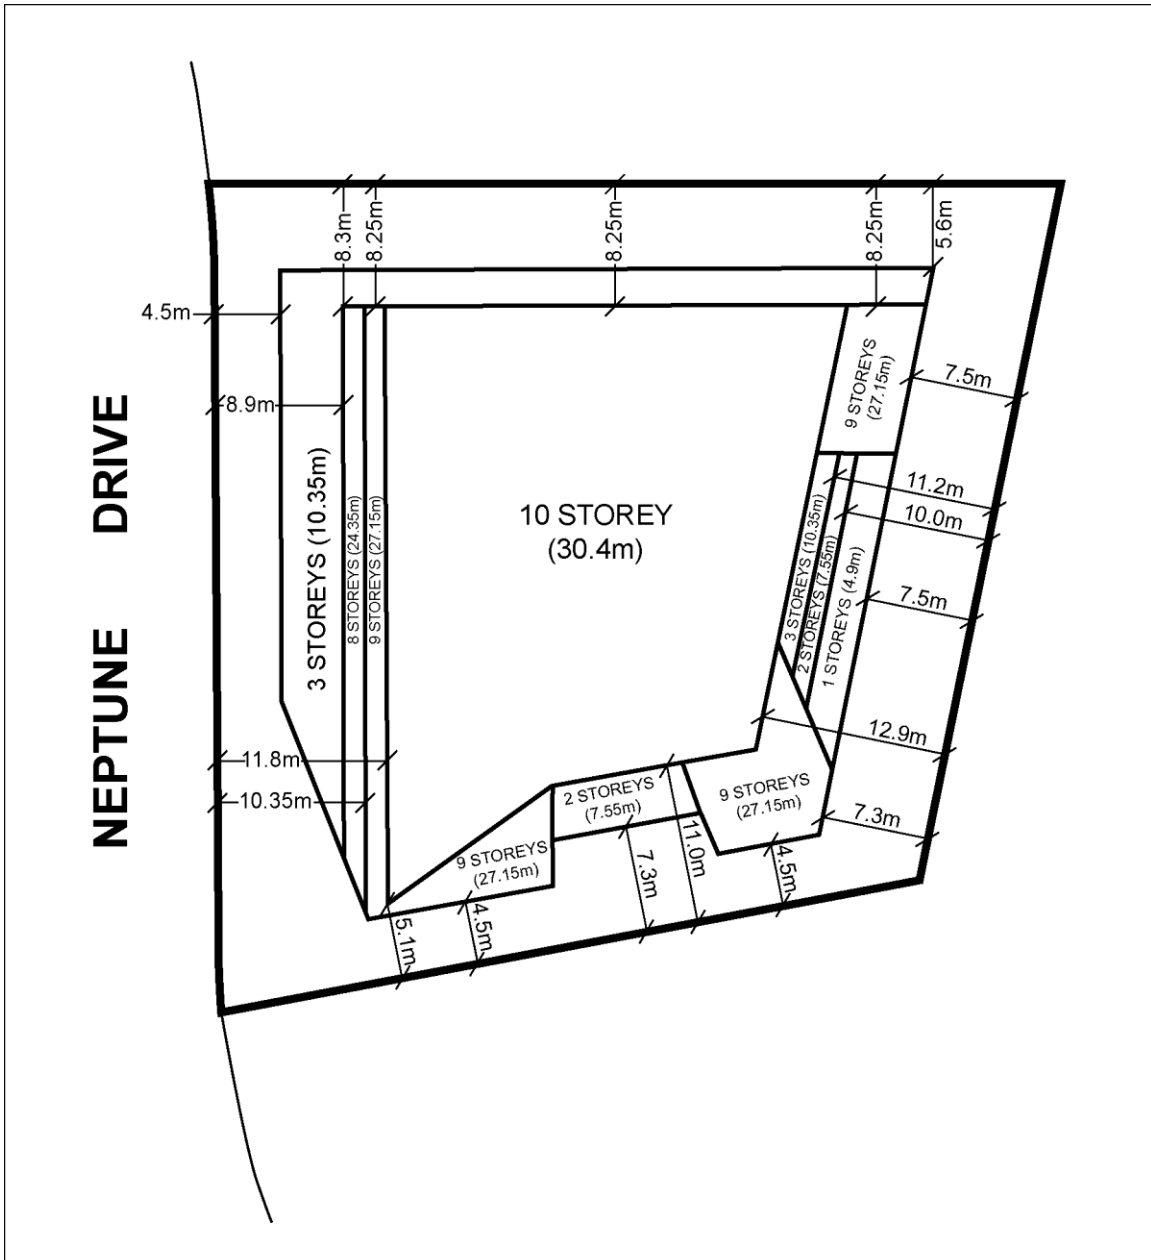 8.3m
8.25m
8.25m
8.25m
5.6m
4.5m
8.9m
NEPTUNE DRIVE
3 STOREYS (10.35m)
8 STOREYS (24.35m)
9 STOREYS (27.15m)
10 STOREY
(30.4m)
9 STOREYS
(27.15m)
7.5m
11.2m
10.0m
3 STOREYS (10.35m)
2 STOREYS (7.55m)
1 STOREYS (4.9m)
7.5m
12.9m
11.8m
10.35m
2 STOREYS
(7.55m)
9 STOREYS
(27.15m)
7.3m
9 STOREYS
(27.15m)
5.1m
4.5m
7.3m
11.0m
4.5m